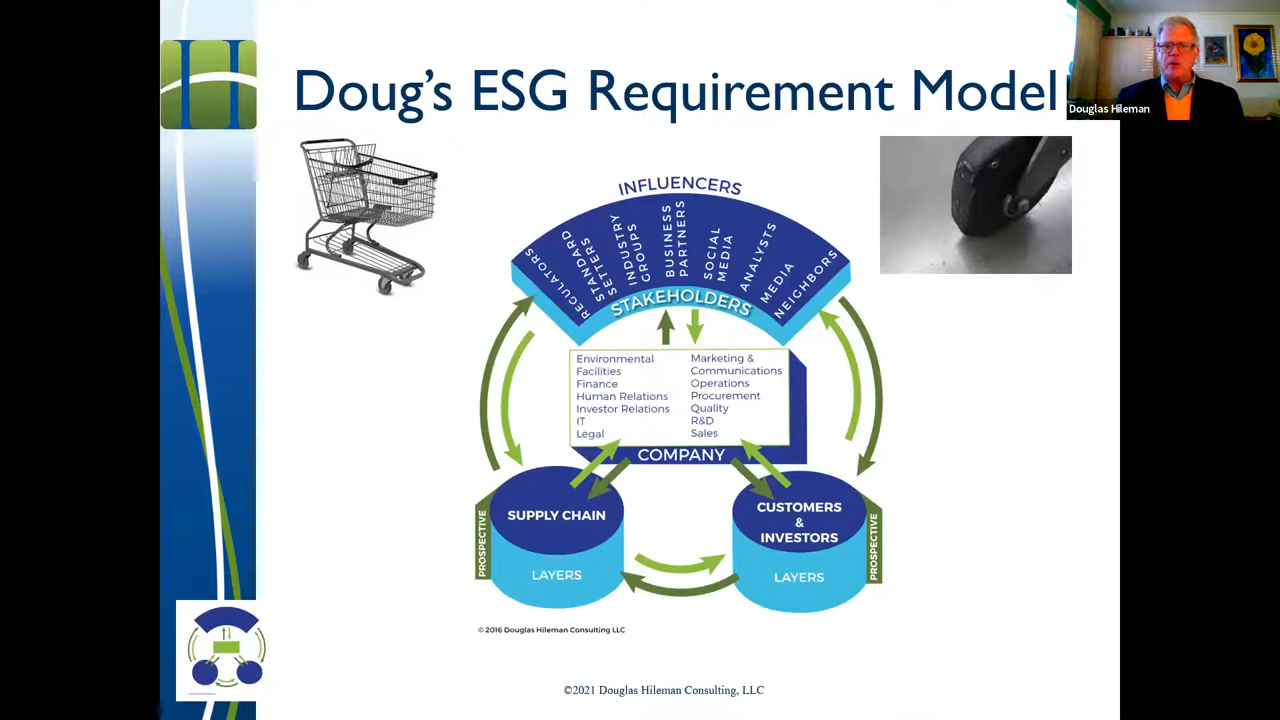 Doug's ESG Requirement Model
Douglas Hileman
INFLUENCERS
REGULATORS
STANDARD
SETTERS
INDUSTRY
GROUPS
BUSINESS
PARTNERS
SOCIAL
MEDIA
ANALYSTS
MEDIA
NEIGHBORS
STAKEHOLDERS
Environmental
Facilities
Finance
Human Relations
Investor Relations
IT
Legal
Marketing &
Communications
Operations
Procurement
Quality
R&D
Sales
COMPANY
PROSPECTIVE
SUPPLY CHAIN
LAYERS
CUSTOMERS
&
INVESTORS
LAYERS
PROSPECTIVE
© 2016 Douglas Hileman Consulting LLC
©2021 Douglas Hileman Consulting, LLC